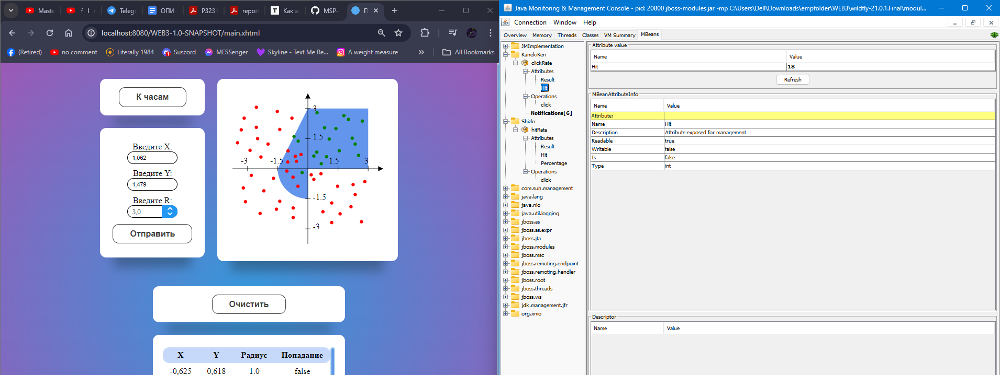 Maste
f l i
Telegr
ОПИ
P3231
report
Как за
MSP-
П
localhost:8080/WEB3-1.0-SNAPSHOT/main.xhtml
(Retired)
no comment
Literally 1984
Suscord
MESSenger
Skyline - Text Me Re...
A weight measure
»
All Bookmarks
К часам
Введите X:
1,062
Введите Y:
1,479
Введите R:
3,0
Отправить
3
1.5
-3
-1.5
1.5
3
-1.5
-3
Очистить
X Y Радиус Попадание
-0,625 0,618 1.0 false
Java Monitoring & Management Console - pid: 20800 jboss-modules.jar -mp C:\Users\Dell\Downloads\empfolder\WEB3\wildfly-21.0.1.Final\modul...
Connection Window Help
Overview Memory Threads Classes VM Summary MBeans
JMImplementation
KanekiKen
clickRate
Attributes
Result
Hit
Operations
click
Notifications[6]
Shizlo
hitRate
Attributes
Result
Hit
Percentage
Operations
click
com.sun.management
java.lang
java.nio
java.util.logging
jboss.as
jboss.as.expr
jboss.jta
jboss.modules
jboss.msc
jboss.remoting.endpoint
jboss.remoting.handler
jboss.root
jboss.threads
jboss.ws
jdk.management.jfr
org.xnio
Attribute value
Name Value
Hit 18
Refresh
MBeanAttributeInfo
Name Value
Attribute:
Name Hit
Description Attribute exposed for management
Readable true
Writable false
Is false
Type int
Descriptor
Name Value